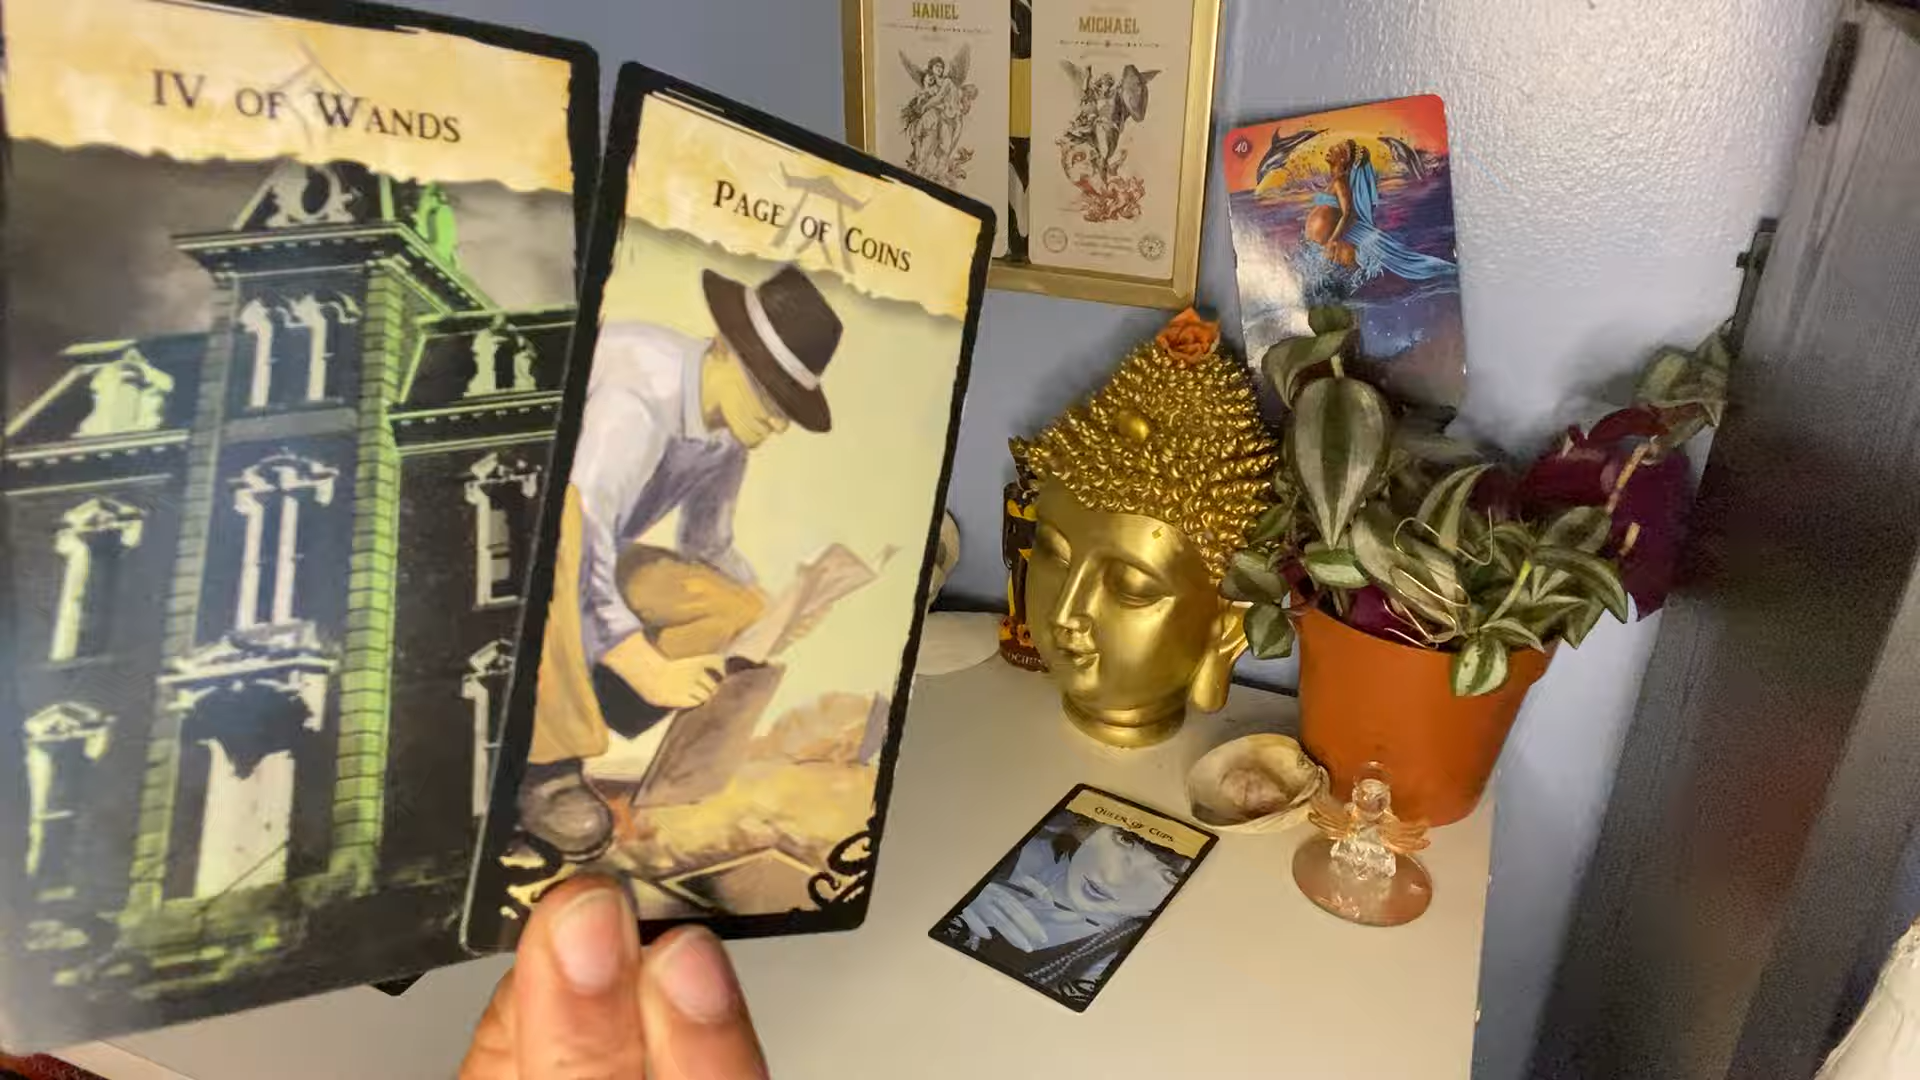 IV OF WANDS
PAGE OF COINS
HANIEL
MICHAEL
40
QUEEN OF CUPS